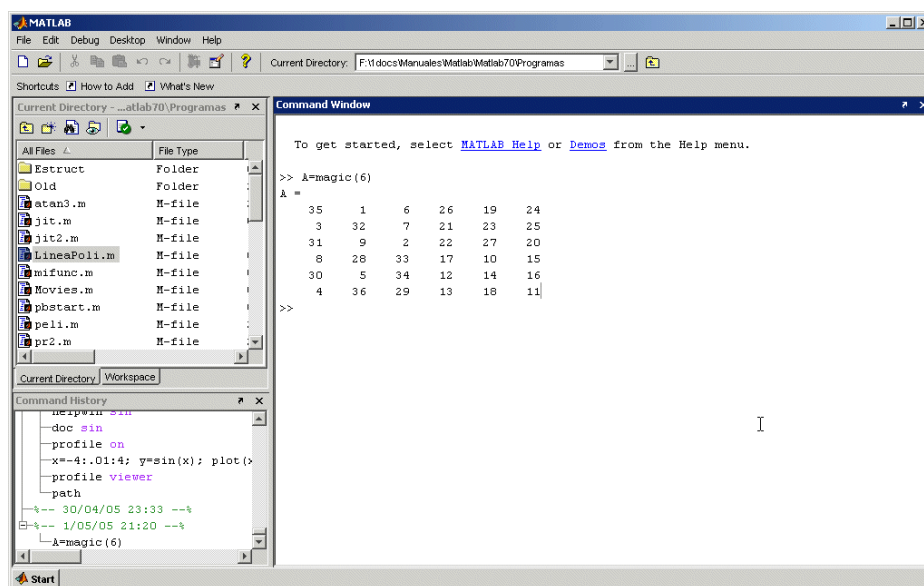 MATLAB
File Edit Debug Desktop Window Help
Current Directory: F:\1docs\Manuales\Matlab\Matlab70\Programas ...
Shortcuts How to Add What's New
Current Directory - ...atlab70\Programas
All Files File Type
Estruct Folder
Old Folder
atan3.m M-file
jit.m M-file
jit2.m M-file
LineaPoli.m M-file
mifunc.m M-file
Movies.m M-file
pbstart.m M-file
peli.m M-file
pr2.m M-file
Current Directory Workspace
Command History
helpwin sin
doc sin
profile on
x=-4:.01:4; y=sin(x); plot(
profile viewer
path
%-- 30/04/05 23:33 --%
%-- 1/05/05 21:20 --%
A=magic(6)
Command Window
To get started, select MATLAB Help or Demos from the Help menu.
>> A=magic(6)
A =
35 1 6 26 19 24
3 32 7 21 23 25
31 9 2 22 27 20
8 28 33 17 10 15
30 5 34 12 14 16
4 36 29 13 18 11
>>
Start